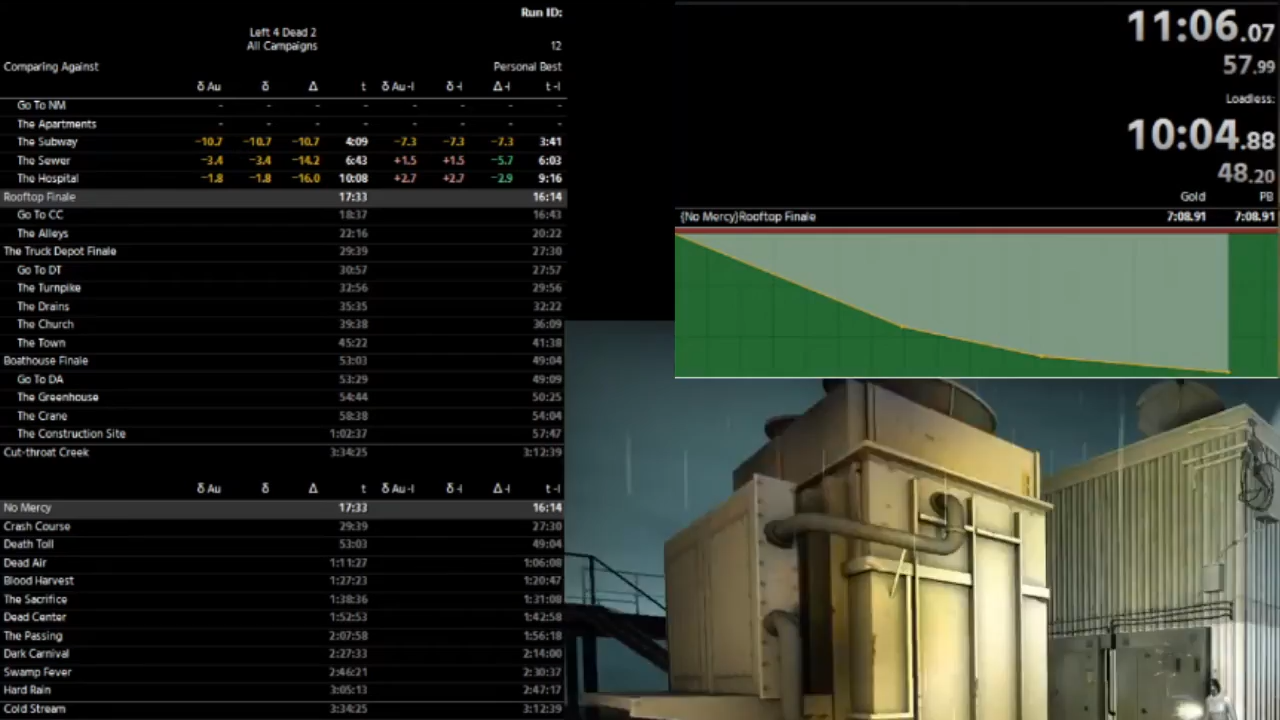 Run ID:
Left 4 Dead 2
All Campaigns 12
Comparing Against Personal Best
δ Au δ Δ t δ Au -l δ -l Δ -l t -l
Go To NM - - - - - - - -
The Apartments - - - - - - - -
The Subway −10.7 −10.7 −10.7 4:09 −7.3 −7.3 −7.3 3:41
The Sewer −3.4 −3.4 −14.2 6:43 +1.5 +1.5 −5.7 6:03
The Hospital −1.8 −1.8 −16.0 10:08 +2.7 +2.7 −2.9 9:16
Rooftop Finale 17:33 16:14
Go To CC 18:37 16:43
The Alleys 22:16 20:22
The Truck Depot Finale 29:39 27:30
Go To DT 30:57 27:57
The Turnpike 32:56 29:56
The Drains 35:35 32:22
The Church 39:38 36:09
The Town 45:22 41:38
Boathouse Finale 53:03 49:04
Go To DA 53:29 49:09
The Greenhouse 54:44 50:25
The Crane 58:38 54:04
The Construction Site 1:02:37 57:47
Cut-throat Creek 3:34:25 3:12:39
δ Au δ Δ t δ Au -l δ -l Δ -l t -l
No Mercy 17:33 16:14
Crash Course 29:39 27:30
Death Toll 53:03 49:04
Dead Air 1:11:27 1:06:08
Blood Harvest 1:27:23 1:20:47
The Sacrifice 1:38:36 1:31:08
Dead Center 1:52:53 1:42:58
The Passing 2:07:58 1:56:18
Dark Carnival 2:27:33 2:14:00
Swamp Fever 2:46:21 2:30:37
Hard Rain 3:05:13 2:47:17
Cold Stream 3:34:25 3:12:39
11:06.07
57.99
Loadless:
10:04.88
48.20
Gold PB
{No Mercy}Rooftop Finale 7:08.91 7:08.91